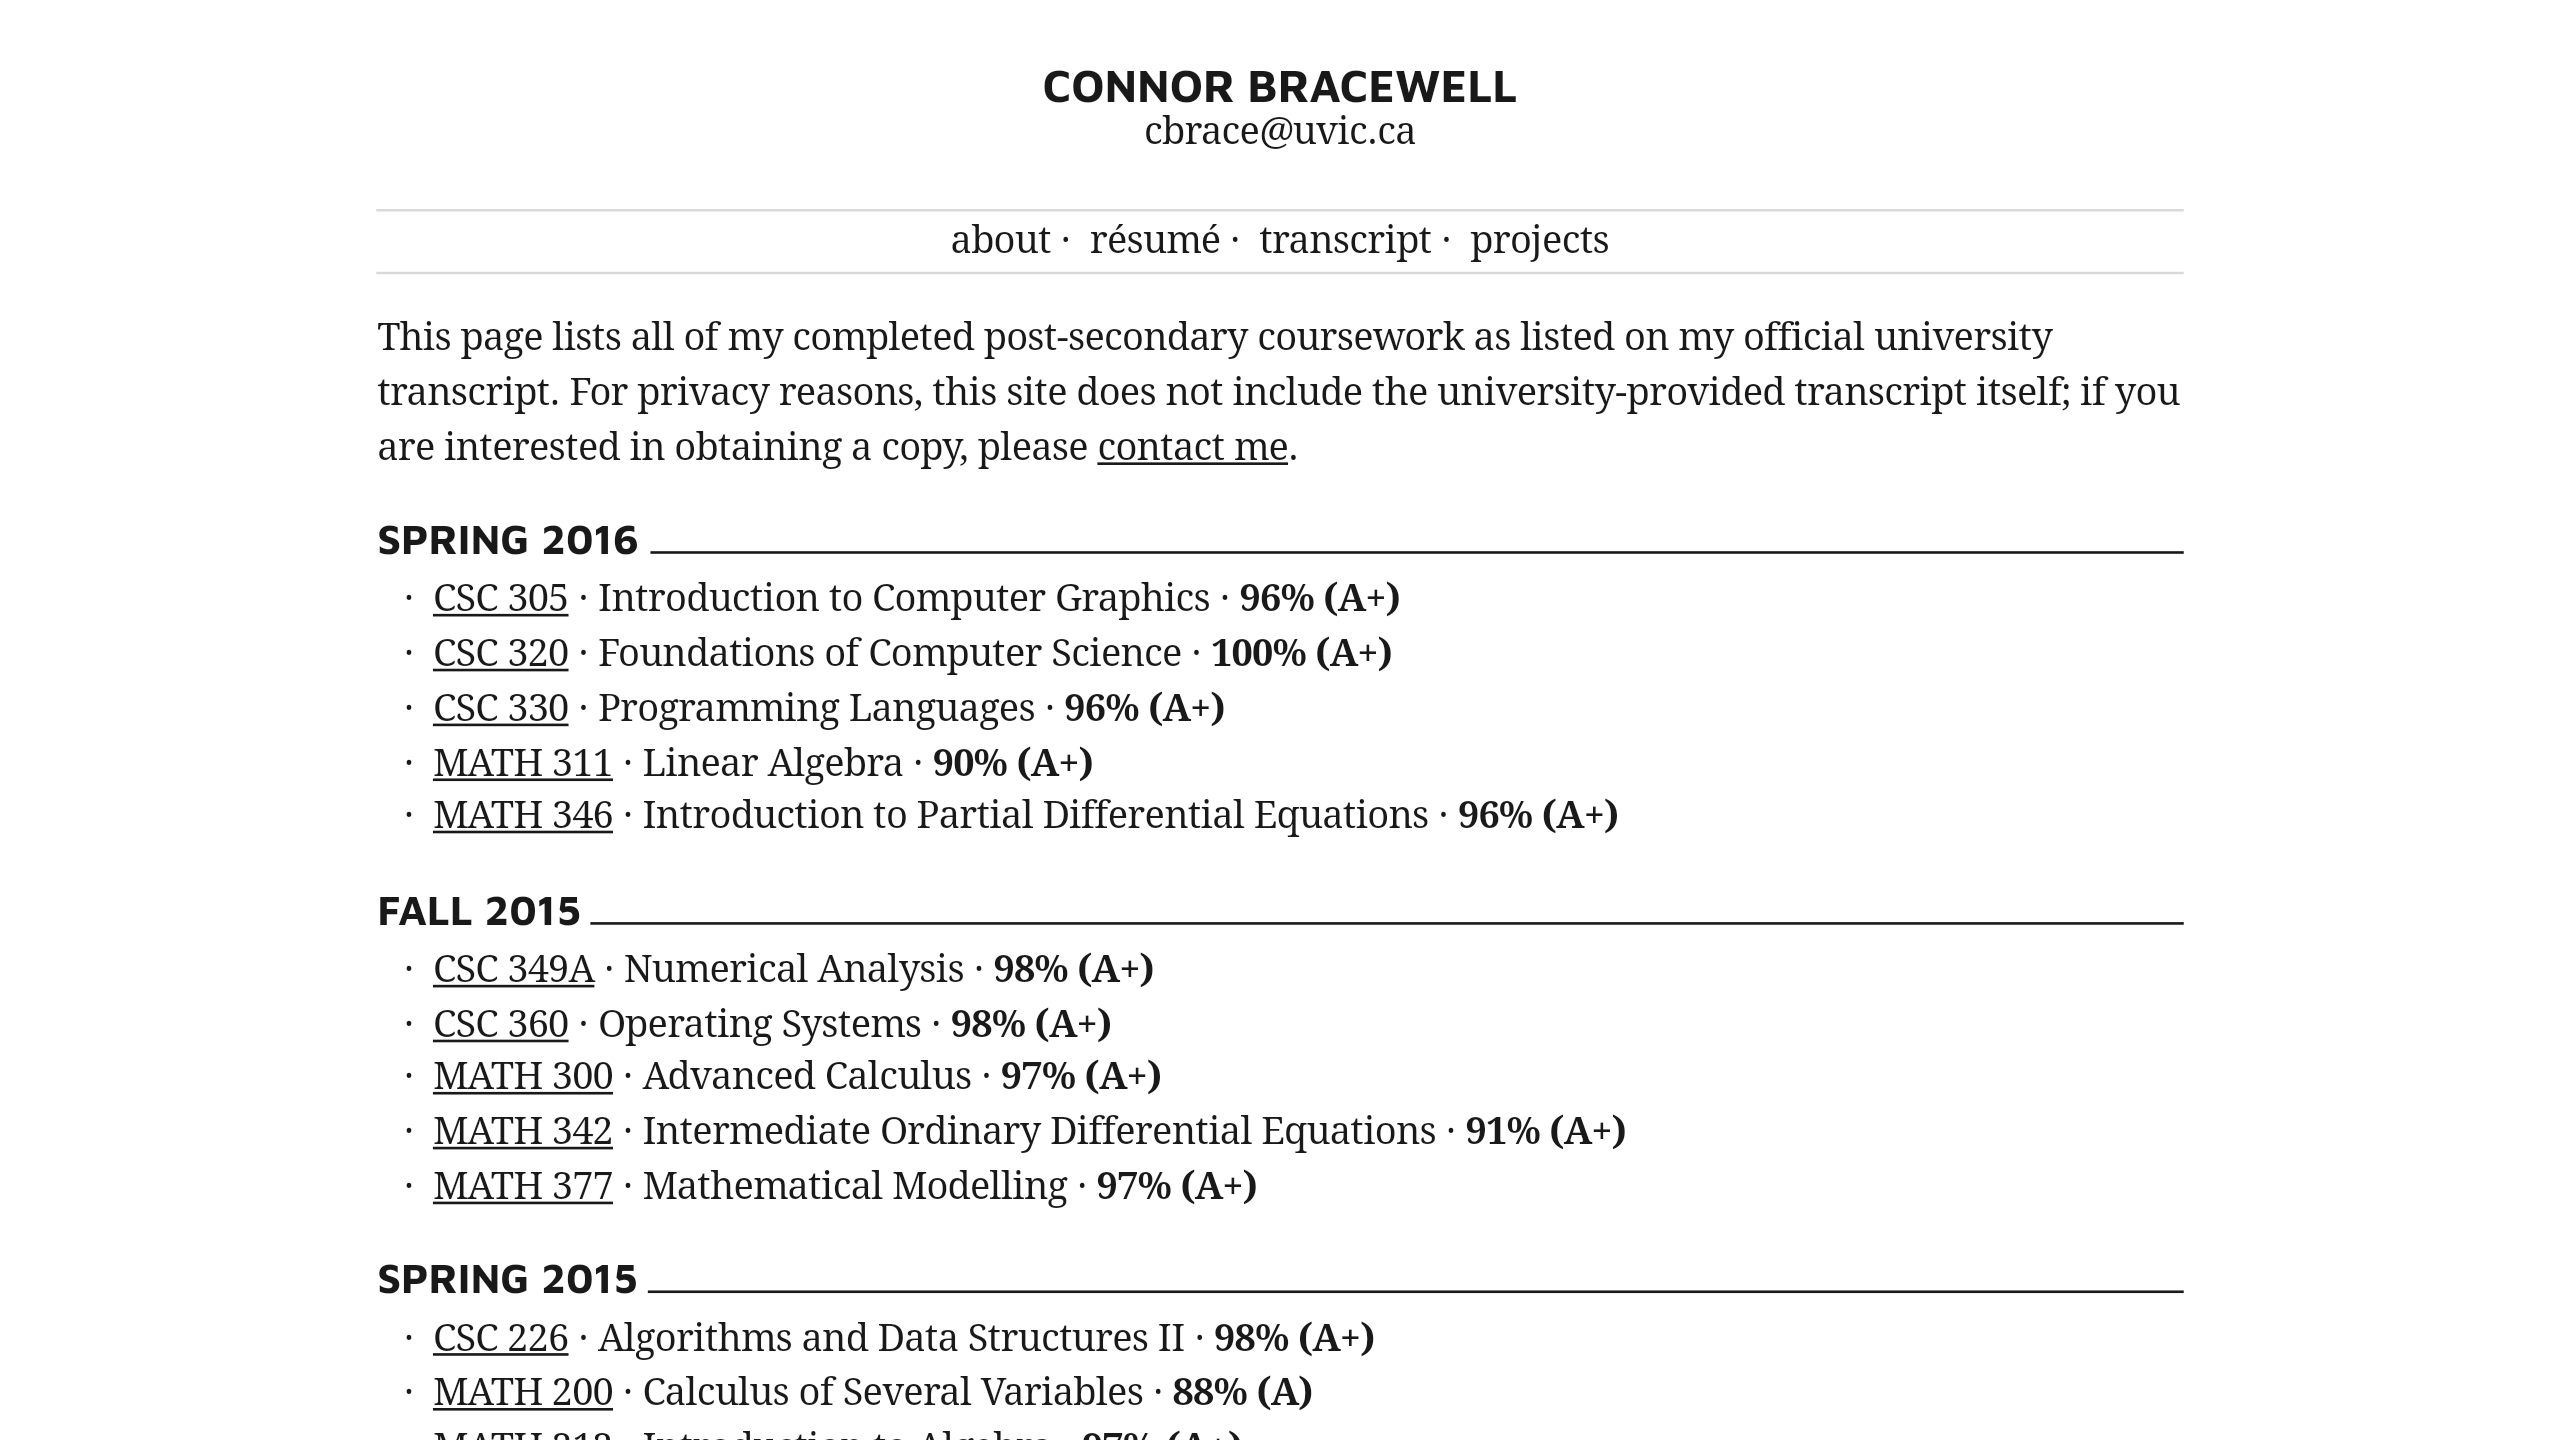 CONNOR BRACEWELL
cbrace@uvic.ca
about · résumé · transcript · projects
This page lists all of my completed post-secondary coursework as listed on my official university
transcript. For privacy reasons, this site does not include the university-provided transcript itself; if you
are interested in obtaining a copy, please contact me.
SPRING 2016
· CSC 305 · Introduction to Computer Graphics · 96% (A+)
· CSC 320 · Foundations of Computer Science · 100% (A+)
· CSC 330 · Programming Languages · 96% (A+)
· MATH 311 · Linear Algebra · 90% (A+)
· MATH 346 · Introduction to Partial Differential Equations · 96% (A+)
FALL 2015
· CSC 349A · Numerical Analysis · 98% (A+)
· CSC 360 · Operating Systems · 98% (A+)
· MATH 300 · Advanced Calculus · 97% (A+)
· MATH 342 · Intermediate Ordinary Differential Equations · 91% (A+)
· MATH 377 · Mathematical Modelling · 97% (A+)
SPRING 2015
· CSC 226 · Algorithms and Data Structures II · 98% (A+)
· MATH 200 · Calculus of Several Variables · 88% (A)